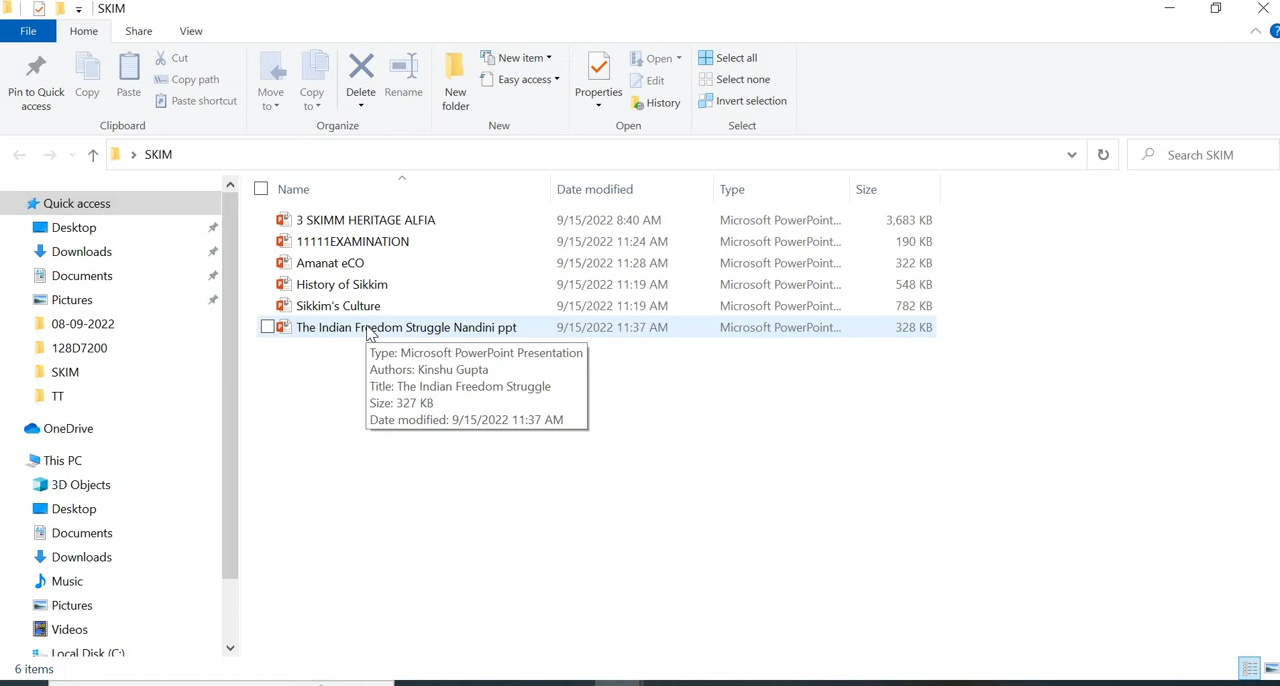 SKIM
File Home Share View
Pin to Quick access
Copy
Paste
Cut
Copy path
Paste shortcut
Clipboard
Move to
Copy to
Delete
Rename
Organize
New folder
New item
Easy access
New
Properties
Open
Edit
History
Open
Select all
Select none
Invert selection
Select
SKIM
Search SKIM
Quick access
Desktop
Downloads
Documents
Pictures
08-09-2022
128D7200
SKIM
TT
OneDrive
This PC
3D Objects
Desktop
Documents
Downloads
Music
Pictures
Videos
Local Disk (C:)
Name Date modified Type Size
3 SKIMM HERITAGE ALFIA 9/15/2022 8:40 AM Microsoft PowerPoint... 3,683 KB
11111EXAMINATION 9/15/2022 11:24 AM Microsoft PowerPoint... 190 KB
Amanat eCO 9/15/2022 11:28 AM Microsoft PowerPoint... 322 KB
History of Sikkim 9/15/2022 11:19 AM Microsoft PowerPoint... 548 KB
Sikkim's Culture 9/15/2022 11:19 AM Microsoft PowerPoint... 782 KB
The Indian Freedom Struggle Nandini ppt 9/15/2022 11:37 AM Microsoft PowerPoint... 328 KB
Type: Microsoft PowerPoint Presentation
Authors: Kinshu Gupta
Title: The Indian Freedom Struggle
Size: 327 KB
Date modified: 9/15/2022 11:37 AM
6 items